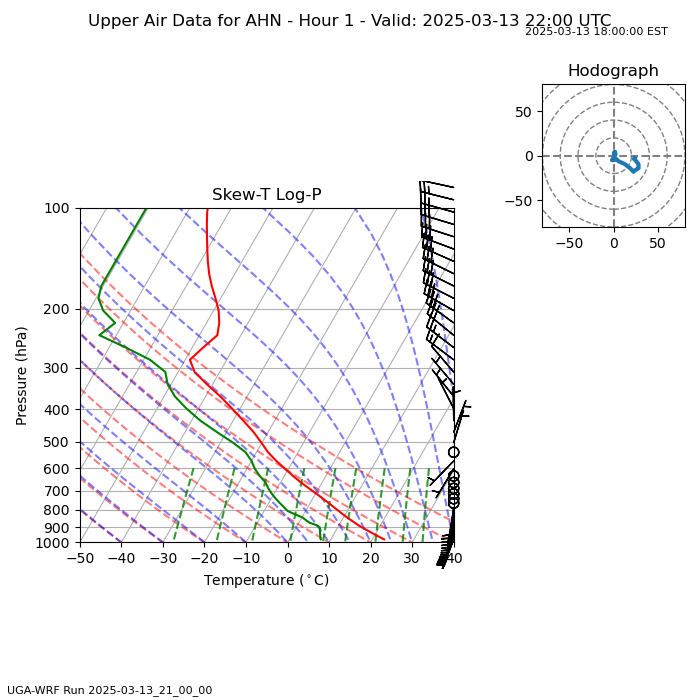 Upper Air Data for AHN - Hour 1 - Valid: 2025-03-13 22:00 UTC
2025-03-13 18:00:00 EST
Hodograph
50
0
−50
−50 0 50
Skew-T Log-P
100
200
300
400
500
600
700
800
900
1000
Pressure (hPa)
−50 −40 −30 −20 −10 0 10 20 30 40
Temperature (°C)
UGA-WRF Run 2025-03-13_21_00_00